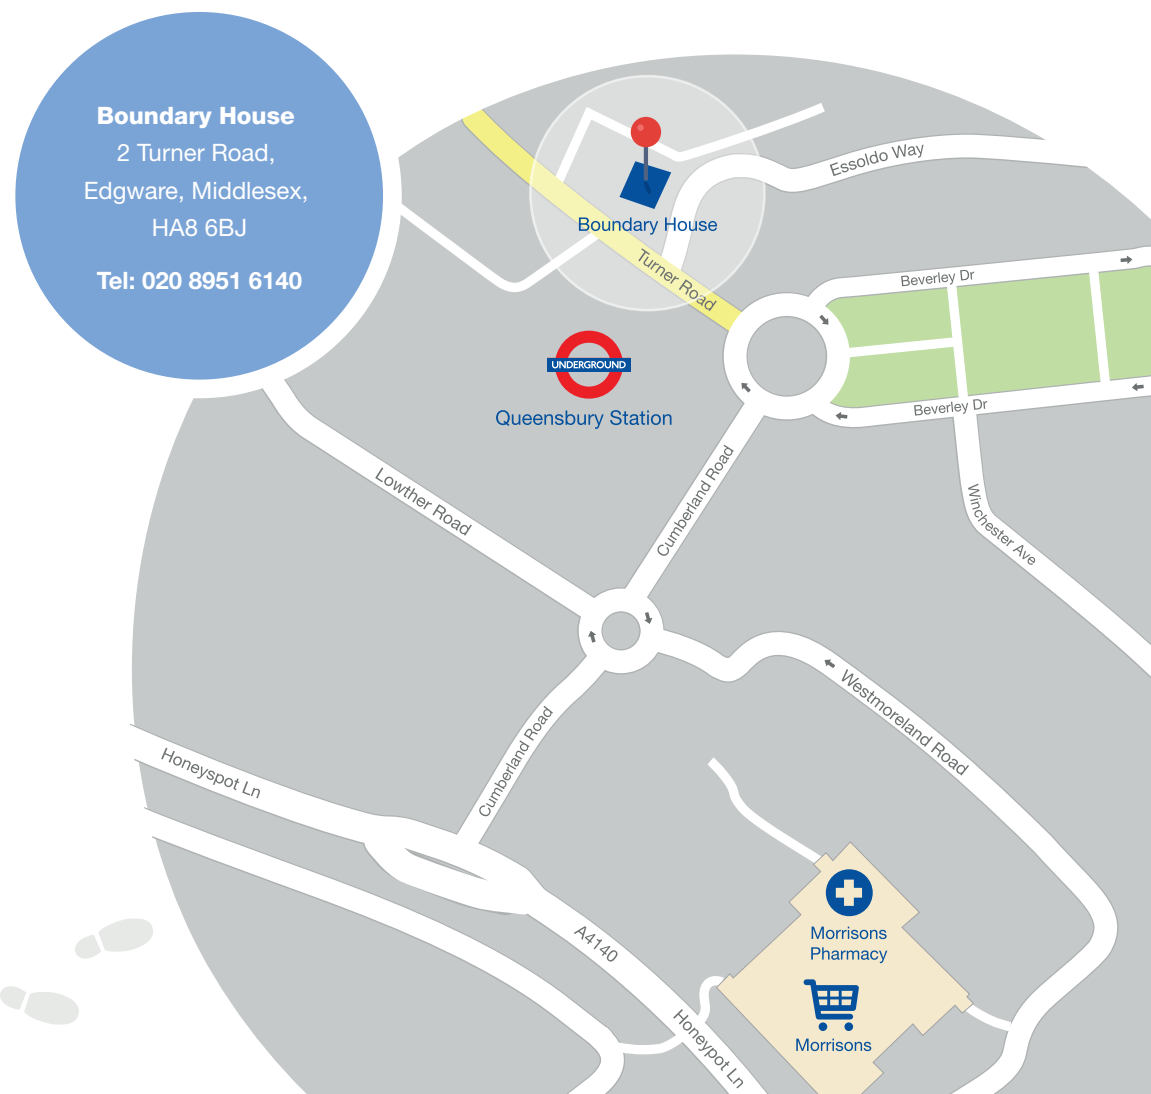 Boundary House
2 Turner Road,
Edgware, Middlesex,
HA8 6BJ
Tel: 020 8951 6140
Essoldo Way
Boundary House
Turner Road
Beverley Dr
UNDERGROUND
Queensbury Station
Beverley Dr
Lowther Road
Cumberland Road
Winchester Ave
Westmoreland Road
Cumberland Road
Honeyspot Ln
A4140
Morrisons
Pharmacy
Honeypot Ln
Morrisons